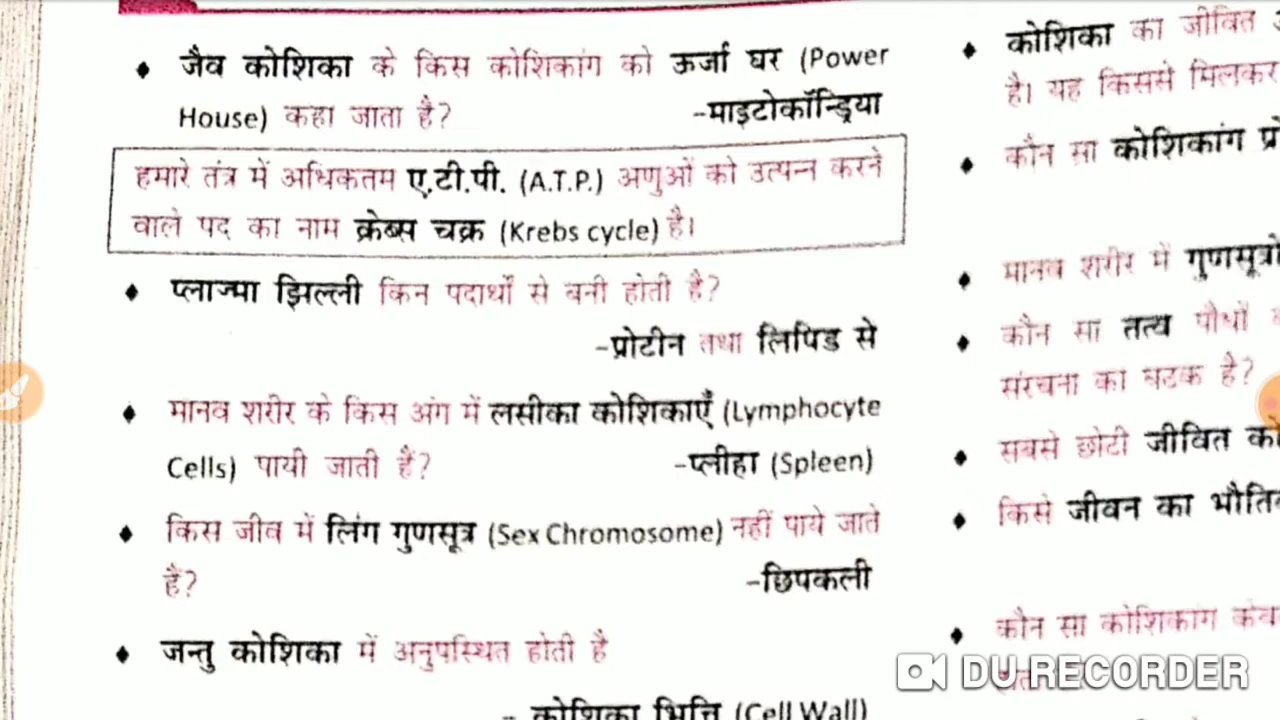 ♦ जैव कोशिका के किस कोशिकांग को ऊर्जा घर (Power
House) कहा जाता है? -माइटोकॉन्ड्रिया
हमारे तंत्र में अधिकतम ए.टी.पी. (A.T.P.) अणुओं को उत्पन्न करने
वाले पद का नाम क्रेब्स चक्र (Krebs cycle) है।
♦ प्लाज्मा झिल्ली किन पदार्थों से बनी होती है?
-प्रोटीन तथा लिपिड से
♦ मानव शरीर के किस अंग में लसीका कोशिकाएँ (Lymphocyte
Cells) पायी जाती हैं? -प्लीहा (Spleen)
♦ किस जीव में लिंग गुणसूत्र (Sex Chromosome) नहीं पाये जाते
हैं? -छिपकली
♦ जन्तु कोशिका में अनुपस्थित होती है
- कोशिका भित्ति (Cell Wall)
♦ कोशिका का जीवित
है। यह किससे मिलकर
♦ कौन सा कोशिकांग
♦ मानव शरीर में गुणसूत्रों
♦ कौन सा तत्व पौधों
संरचना का घटक है?
♦ सबसे छोटी जीवित
♦ किसे जीवन का
♦ कौन सा कोशिकांग
DU RECORDER